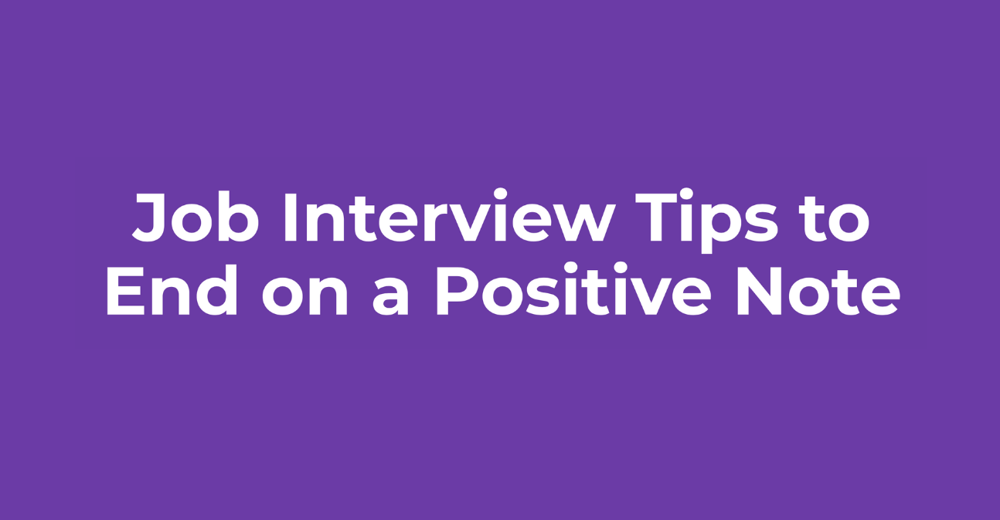 Job Interview Tips to
End on a Positive Note